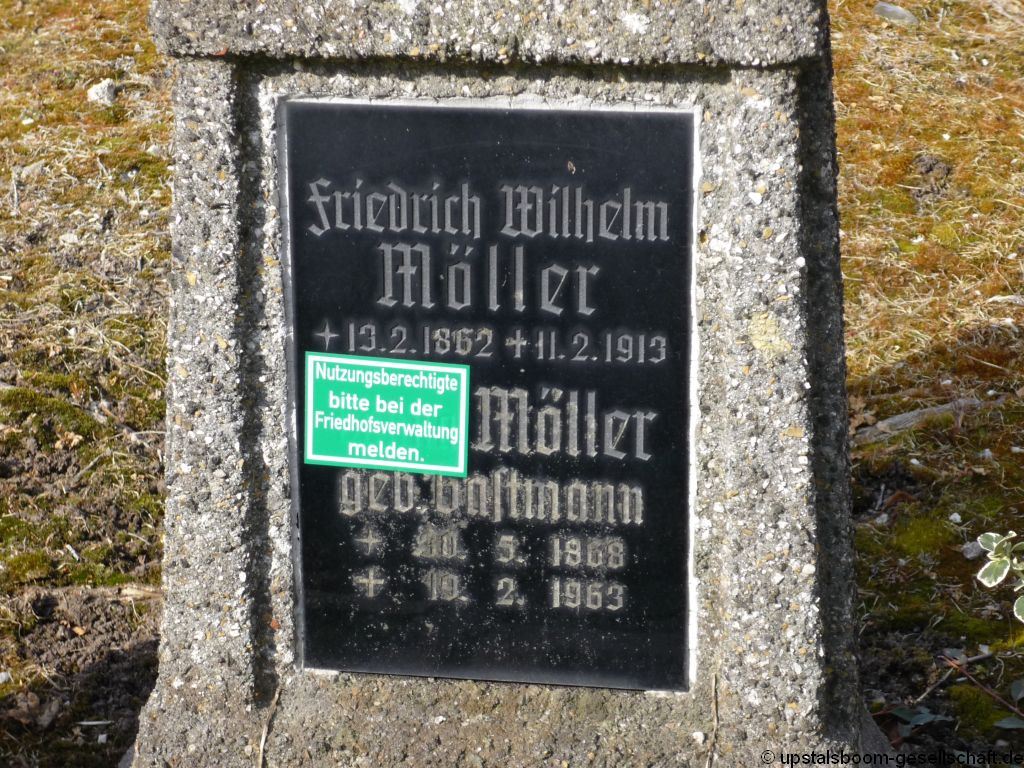 Friedrich Wilhelm
Möller
+13.2.1862 +11.2.1913
Nutzungsberechtigte
bitte bei der
Friedhofsverwaltung
melden.
Möller
geb.
+ 20. 5. 1868
+ 19. 2. 1963
© upstalsboom-gesellschaft.de